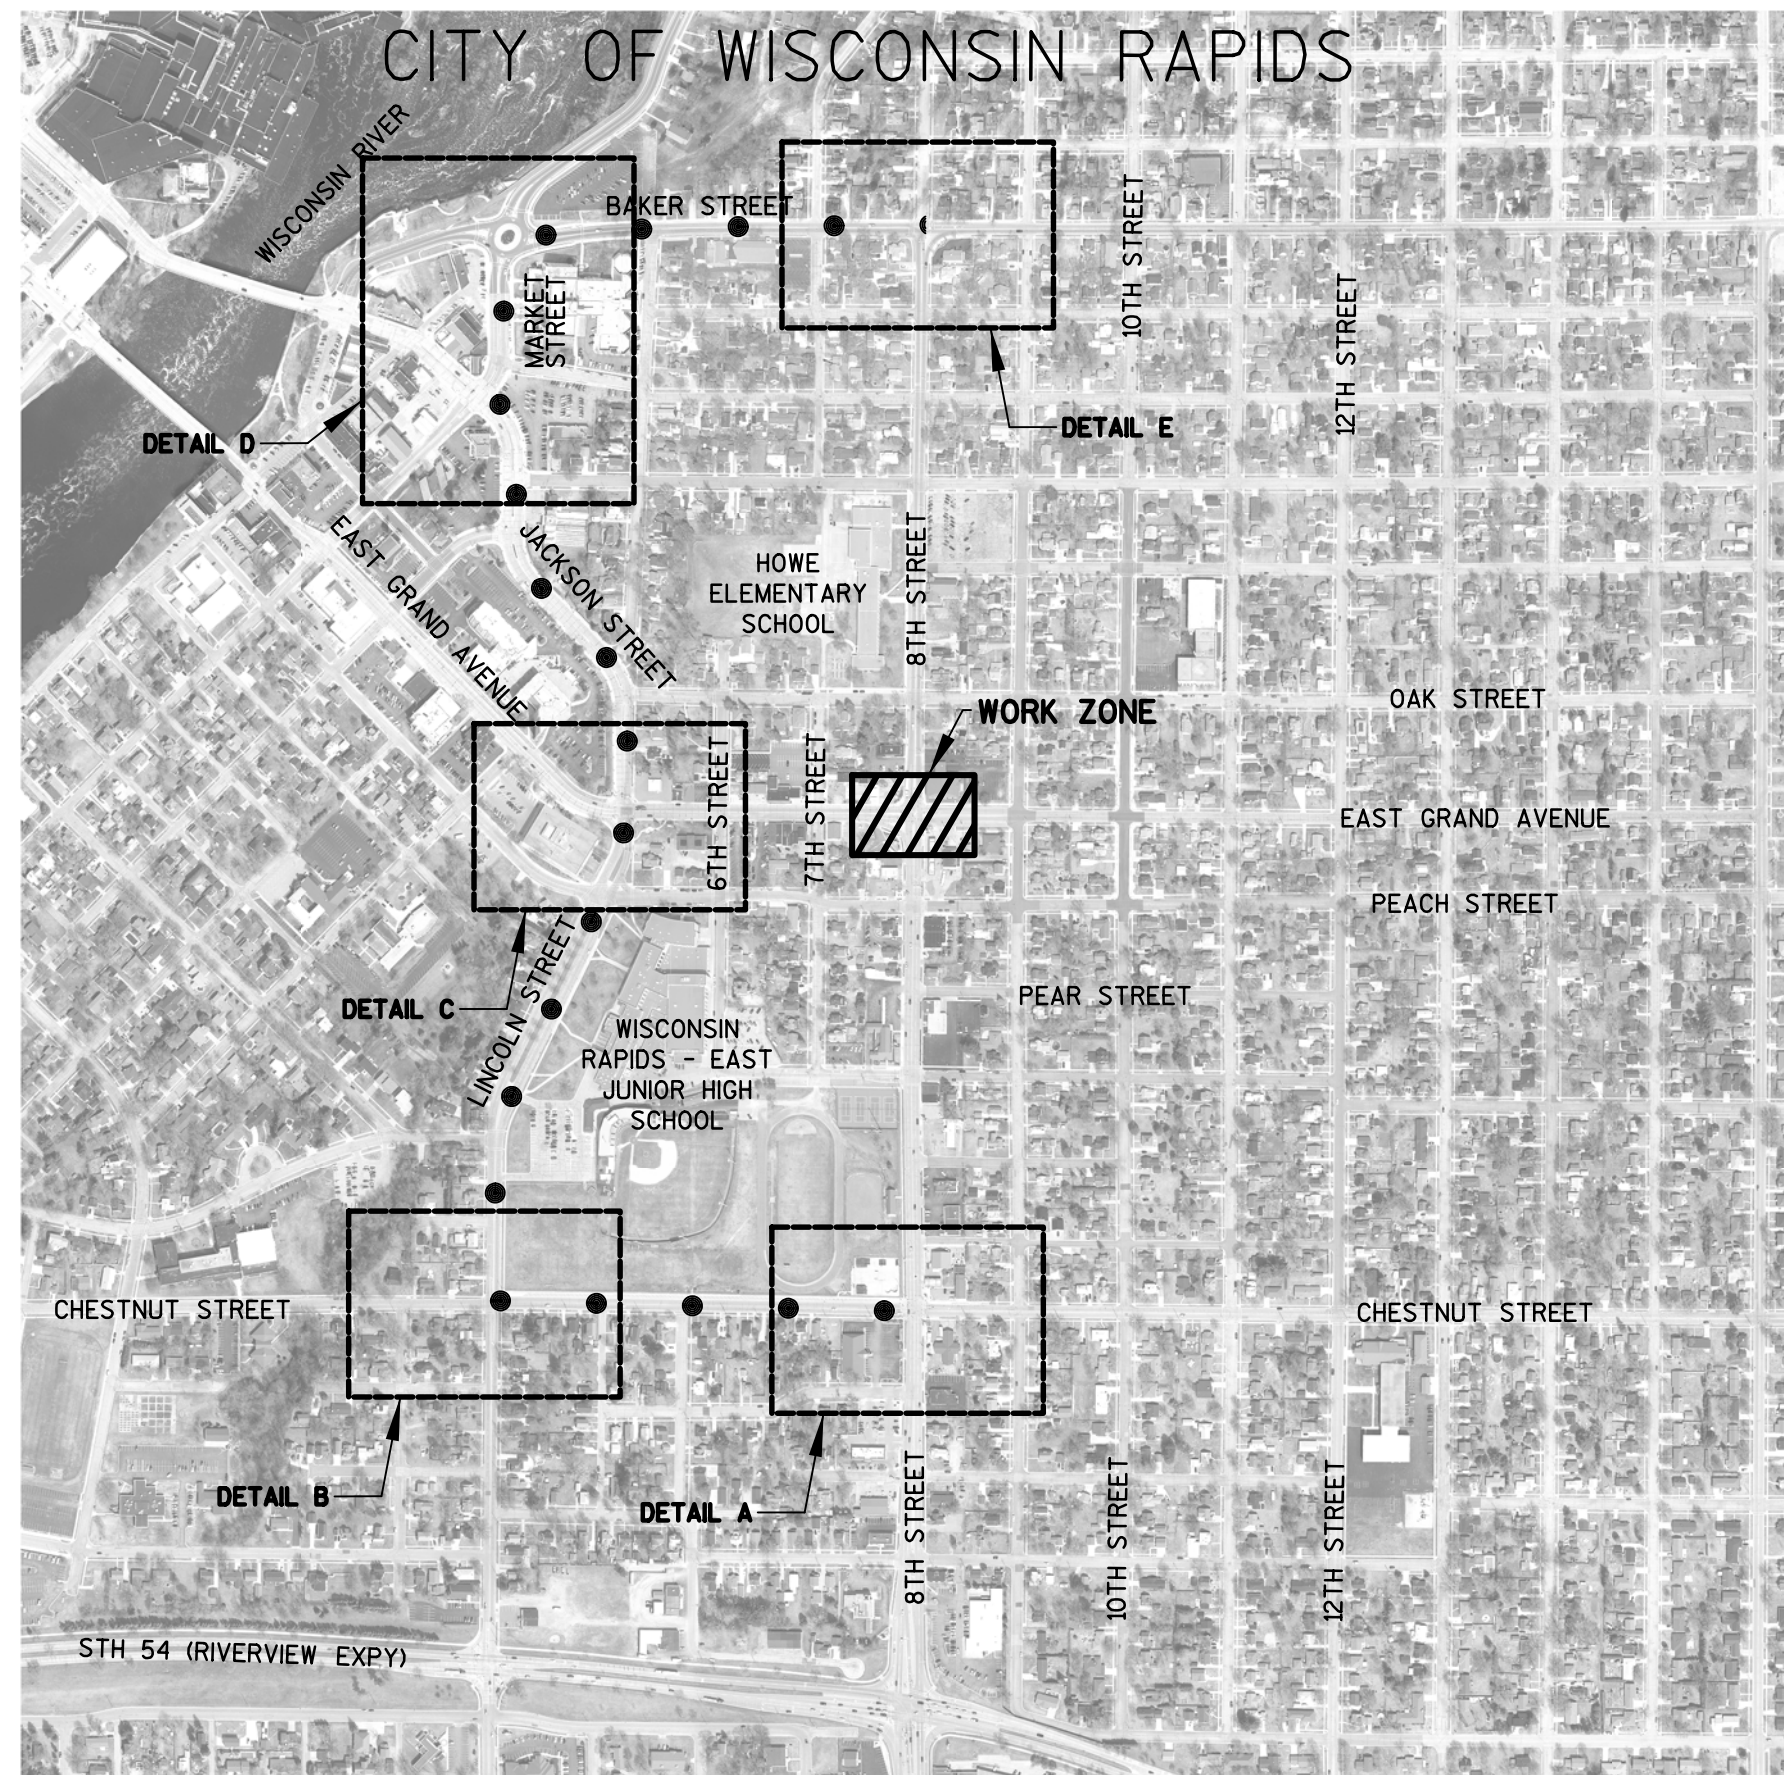 CITY OF WISCONSIN RAPIDS
WISCONSIN RIVER
BAKER STREET
10TH STREET
MARKET
STREET
12TH STREET
DETAIL D
DETAIL E
EAST GRAND AVENUE
JACKSON STREET
HOWE
ELEMENTARY
SCHOOL
8TH STREET
OAK STREET
WORK ZONE
6TH STREET
7TH STREET
EAST GRAND AVENUE
PEACH STREET
LINCOLN STREET
DETAIL C
PEAR STREET
WISCONSIN
RAPIDS - EAST
JUNIOR HIGH
SCHOOL
CHESTNUT STREET
CHESTNUT STREET
DETAIL B
DETAIL A
8TH STREET
10TH STREET
12TH STREET
STH 54 (RIVERVIEW EXPY)